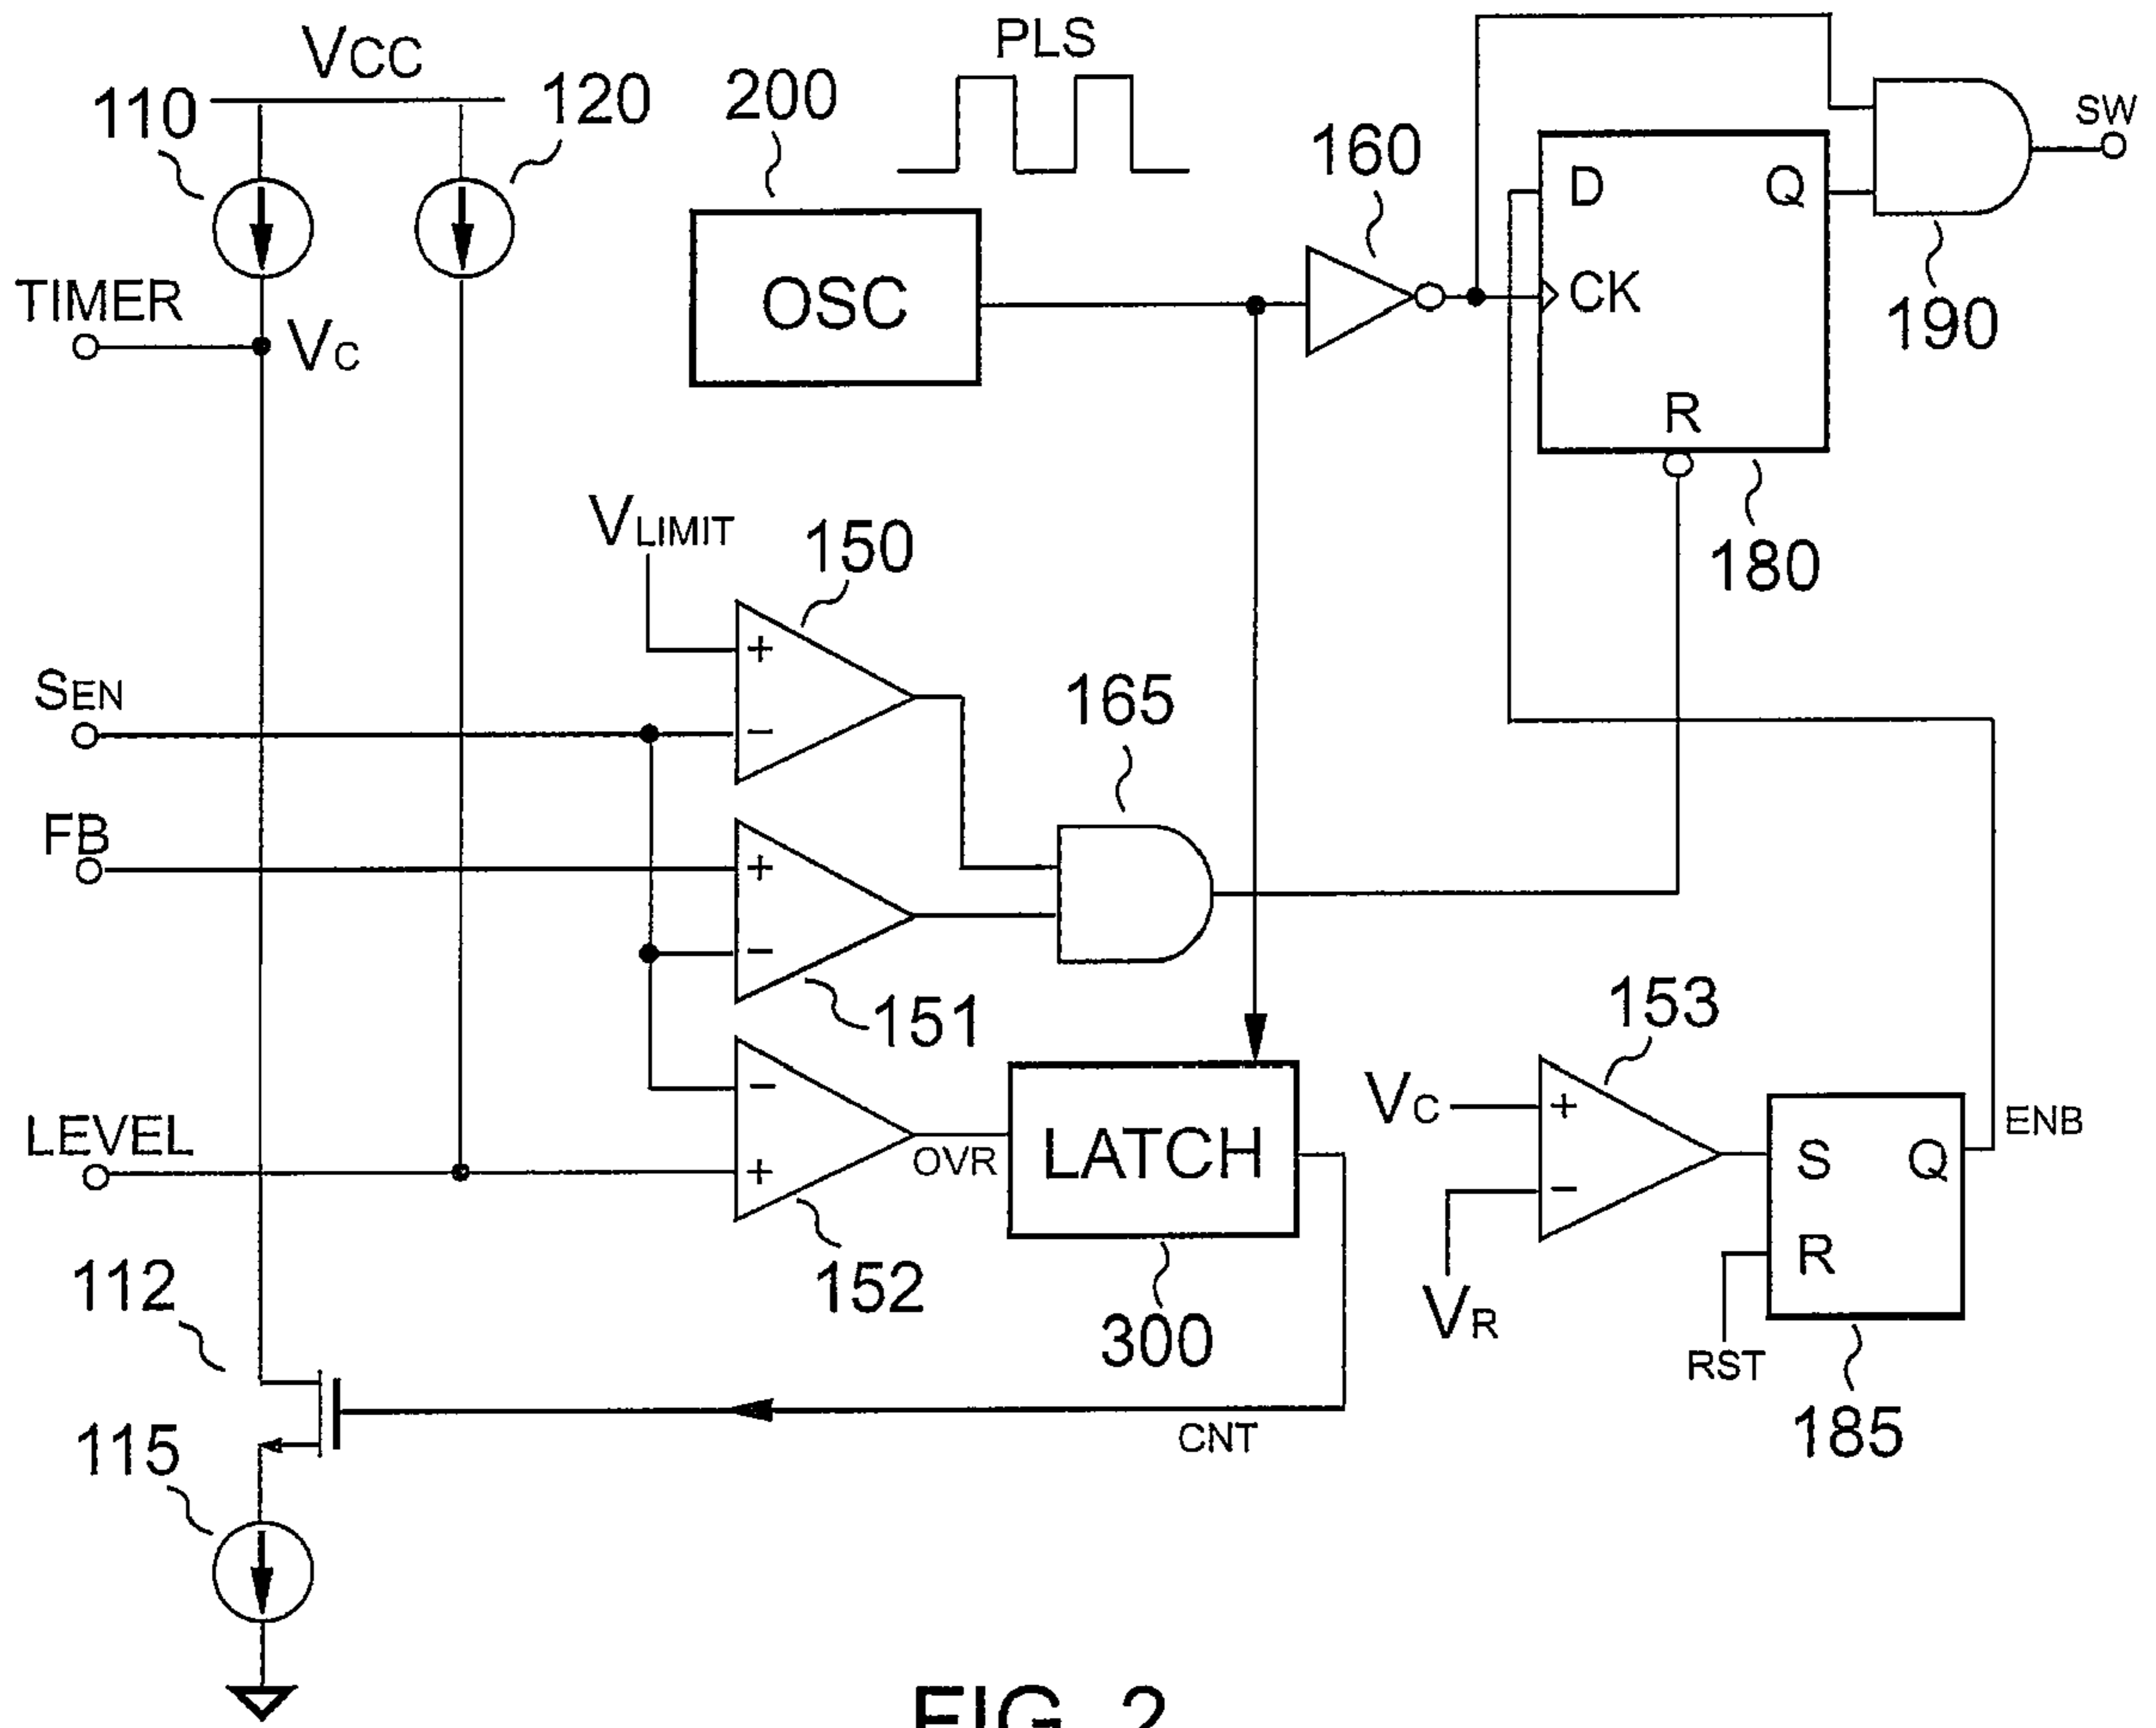 VCC
PLS
110
120
200
160
SW
D
Q
CK
R
OSC
190
TIMER
VC
180
VLIMIT
150
+
−
SEN
165
FB
+
−
151
153
LEVEL
−
+
OVR
LATCH
VC
+
−
S
Q
R
ENB
152
300
VR
RST
185
112
CNT
115
FIG. 2